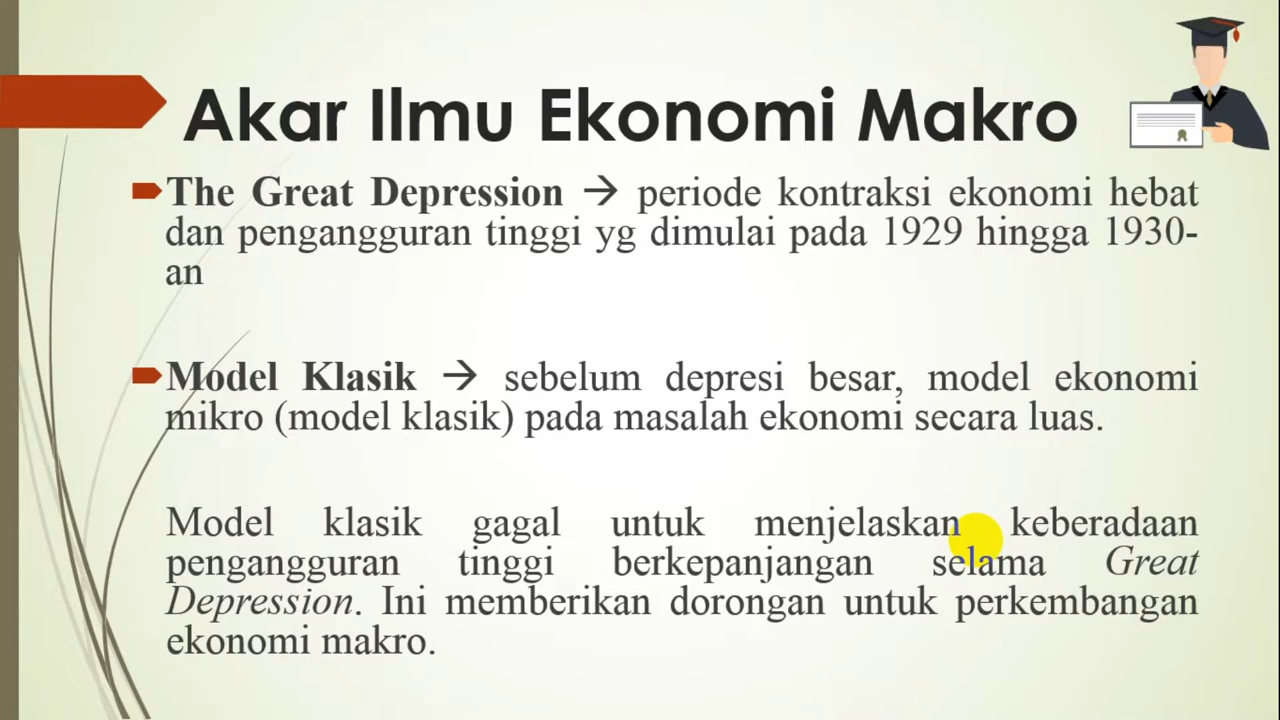 Akar Ilmu Ekonomi Makro
The Great Depression → periode kontraksi ekonomi hebat
dan pengangguran tinggi yg dimulai pada 1929 hingga 1930-
an
Model Klasik → sebelum depresi besar, model ekonomi
mikro (model klasik) pada masalah ekonomi secara luas.
Model klasik gagal untuk menjelaskan keberadaan
pengangguran tinggi berkepanjangan selama Great
Depression. Ini memberikan dorongan untuk perkembangan
ekonomi makro.